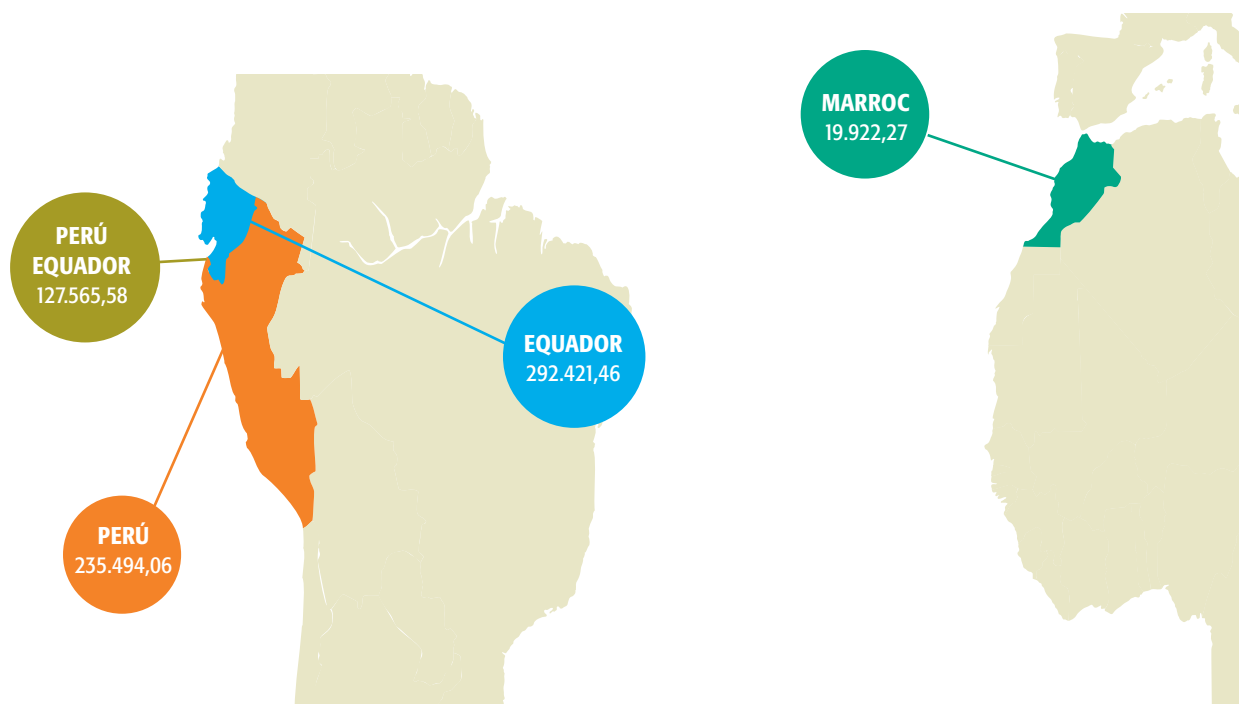 PERÚ
EQUADOR
127.565,58
PERÚ
235.494,06
EQUADOR
292.421,46
MARROC
19.922,27